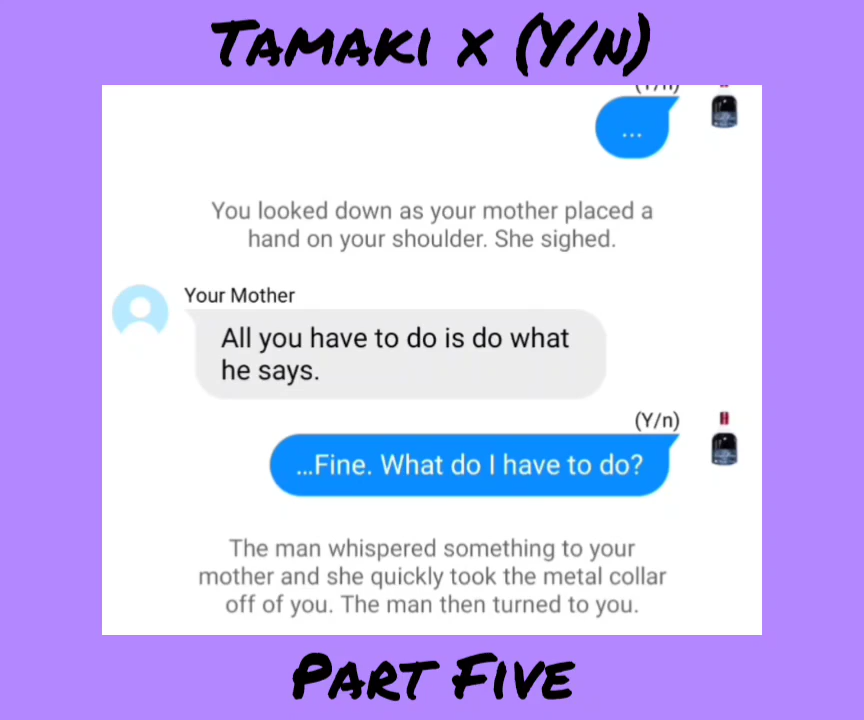 Tamaki x (Y/n)
...
You looked down as your mother placed a
hand on your shoulder. She sighed.
Your Mother
All you have to do is do what
he says.
(Y/n)
...Fine. What do I have to do?
The man whispered something to your
mother and she quickly took the metal collar
off of you. The man then turned to you.
Part Five